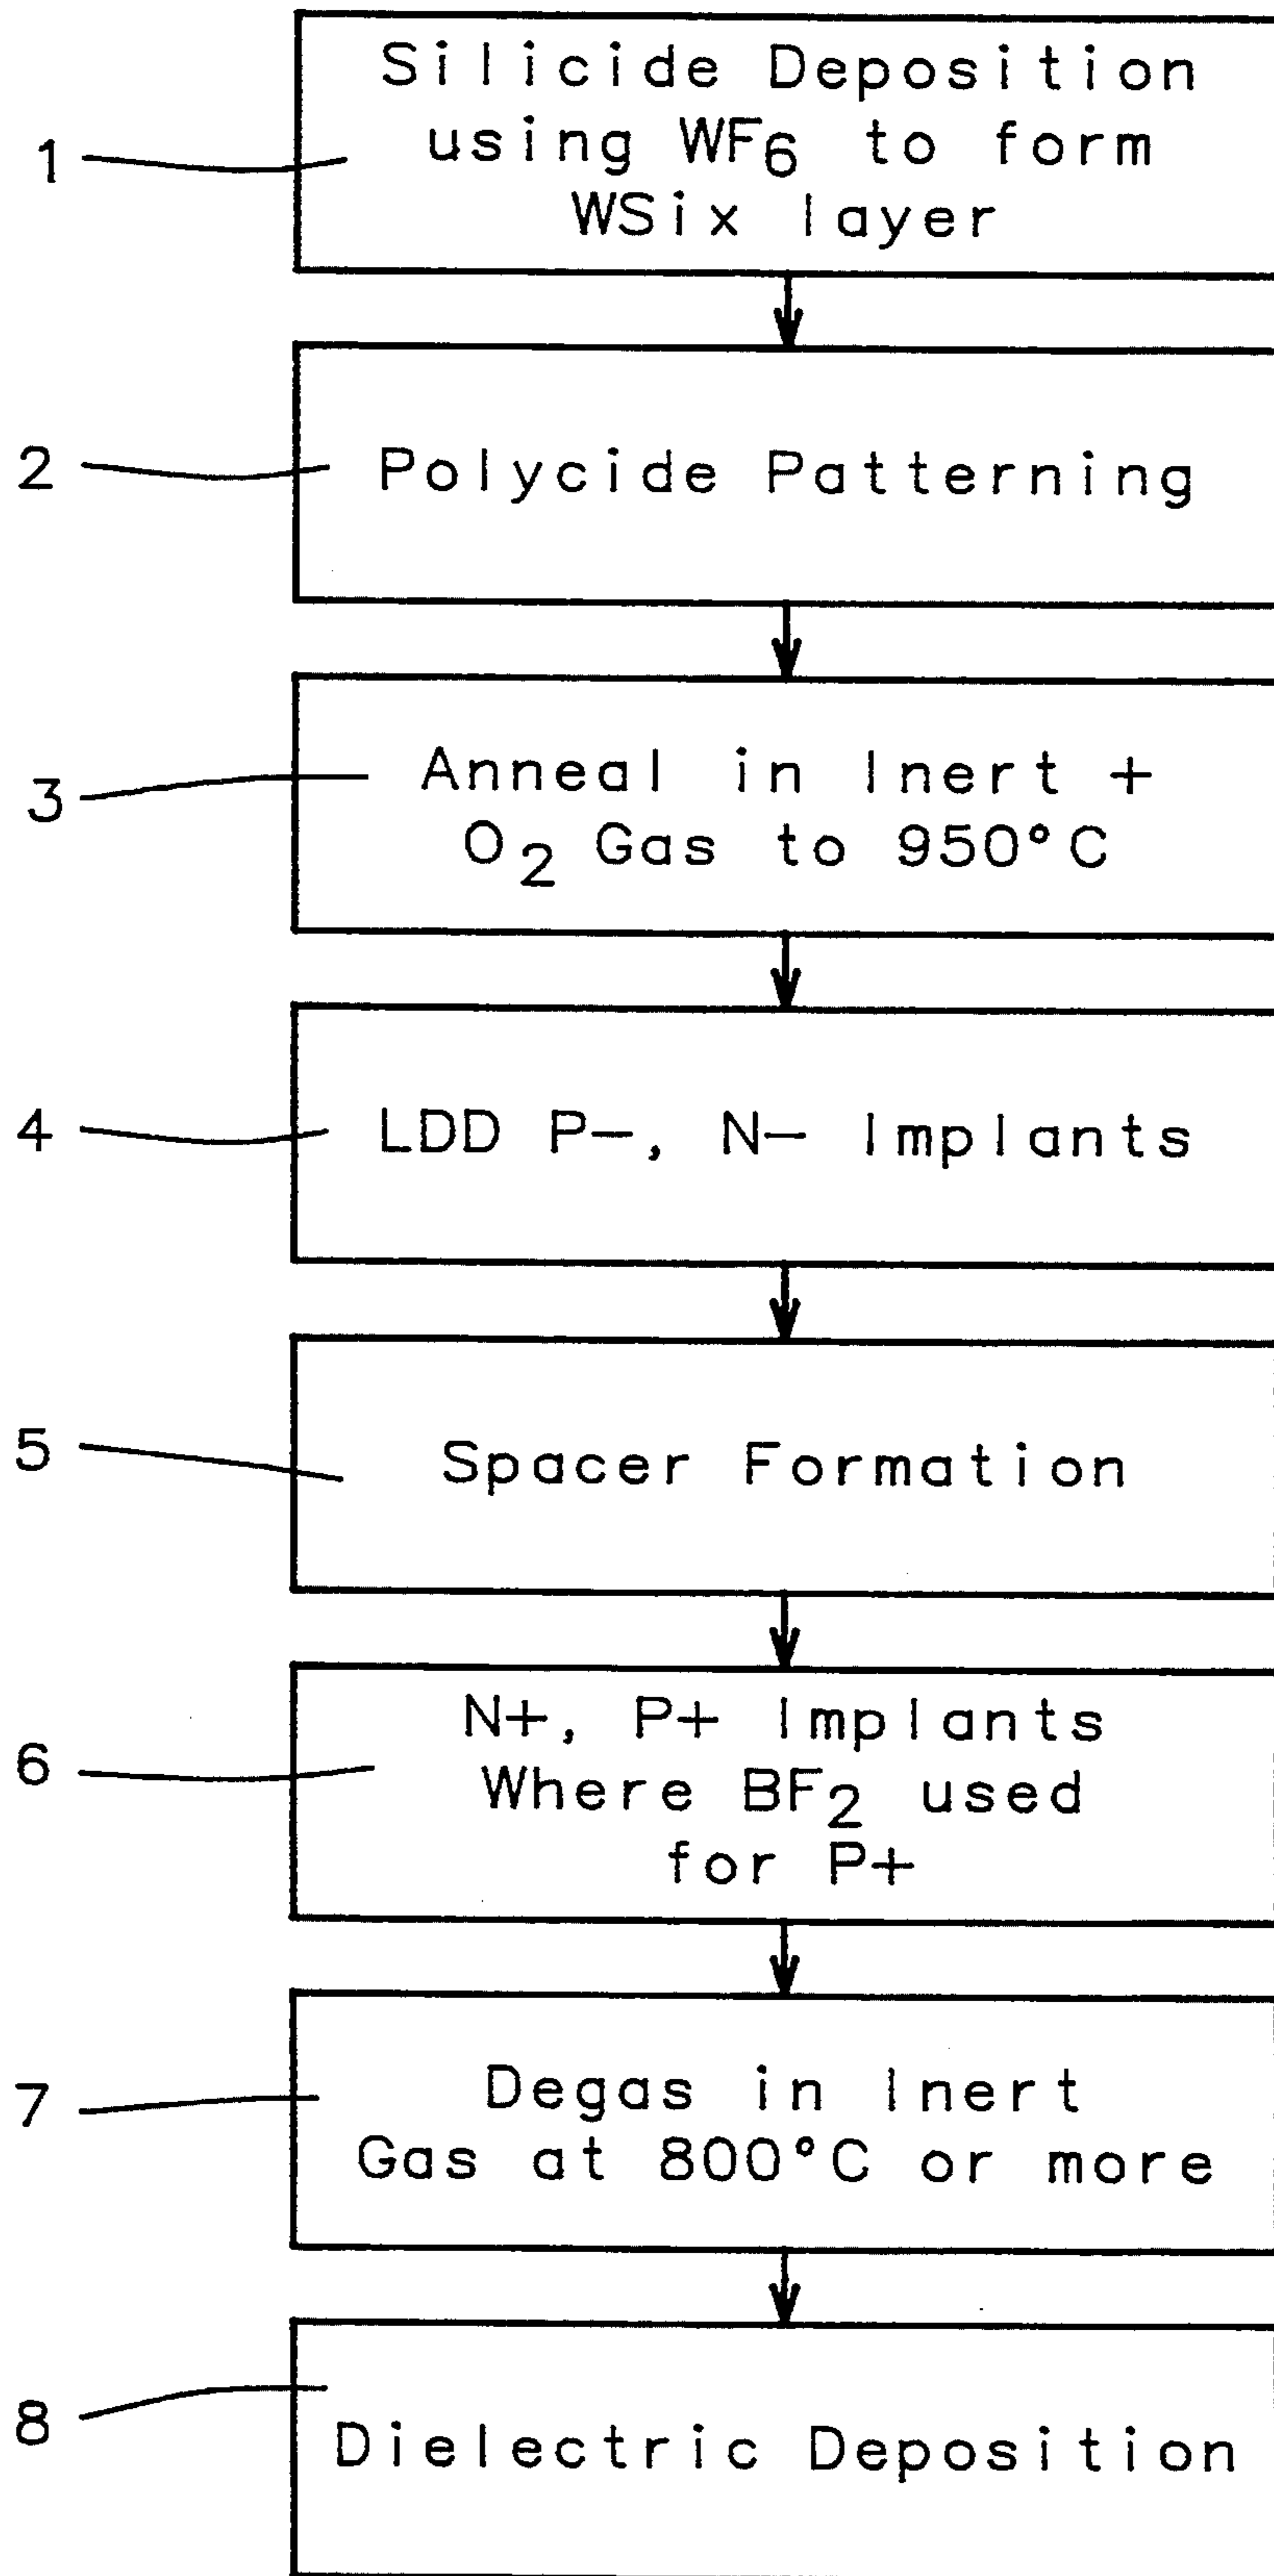 1
Silicide Deposition
using WF6 to form
WSix layer
2
Polycide Patterning
3
Anneal in Inert +
O2 Gas to 950°C
4
LDD P–, N– Implants
5
Spacer Formation
6
N+, P+ Implants
Where BF2 used
for P+
7
Degas in Inert
Gas at 800°C or more
8
Dielectric Deposition